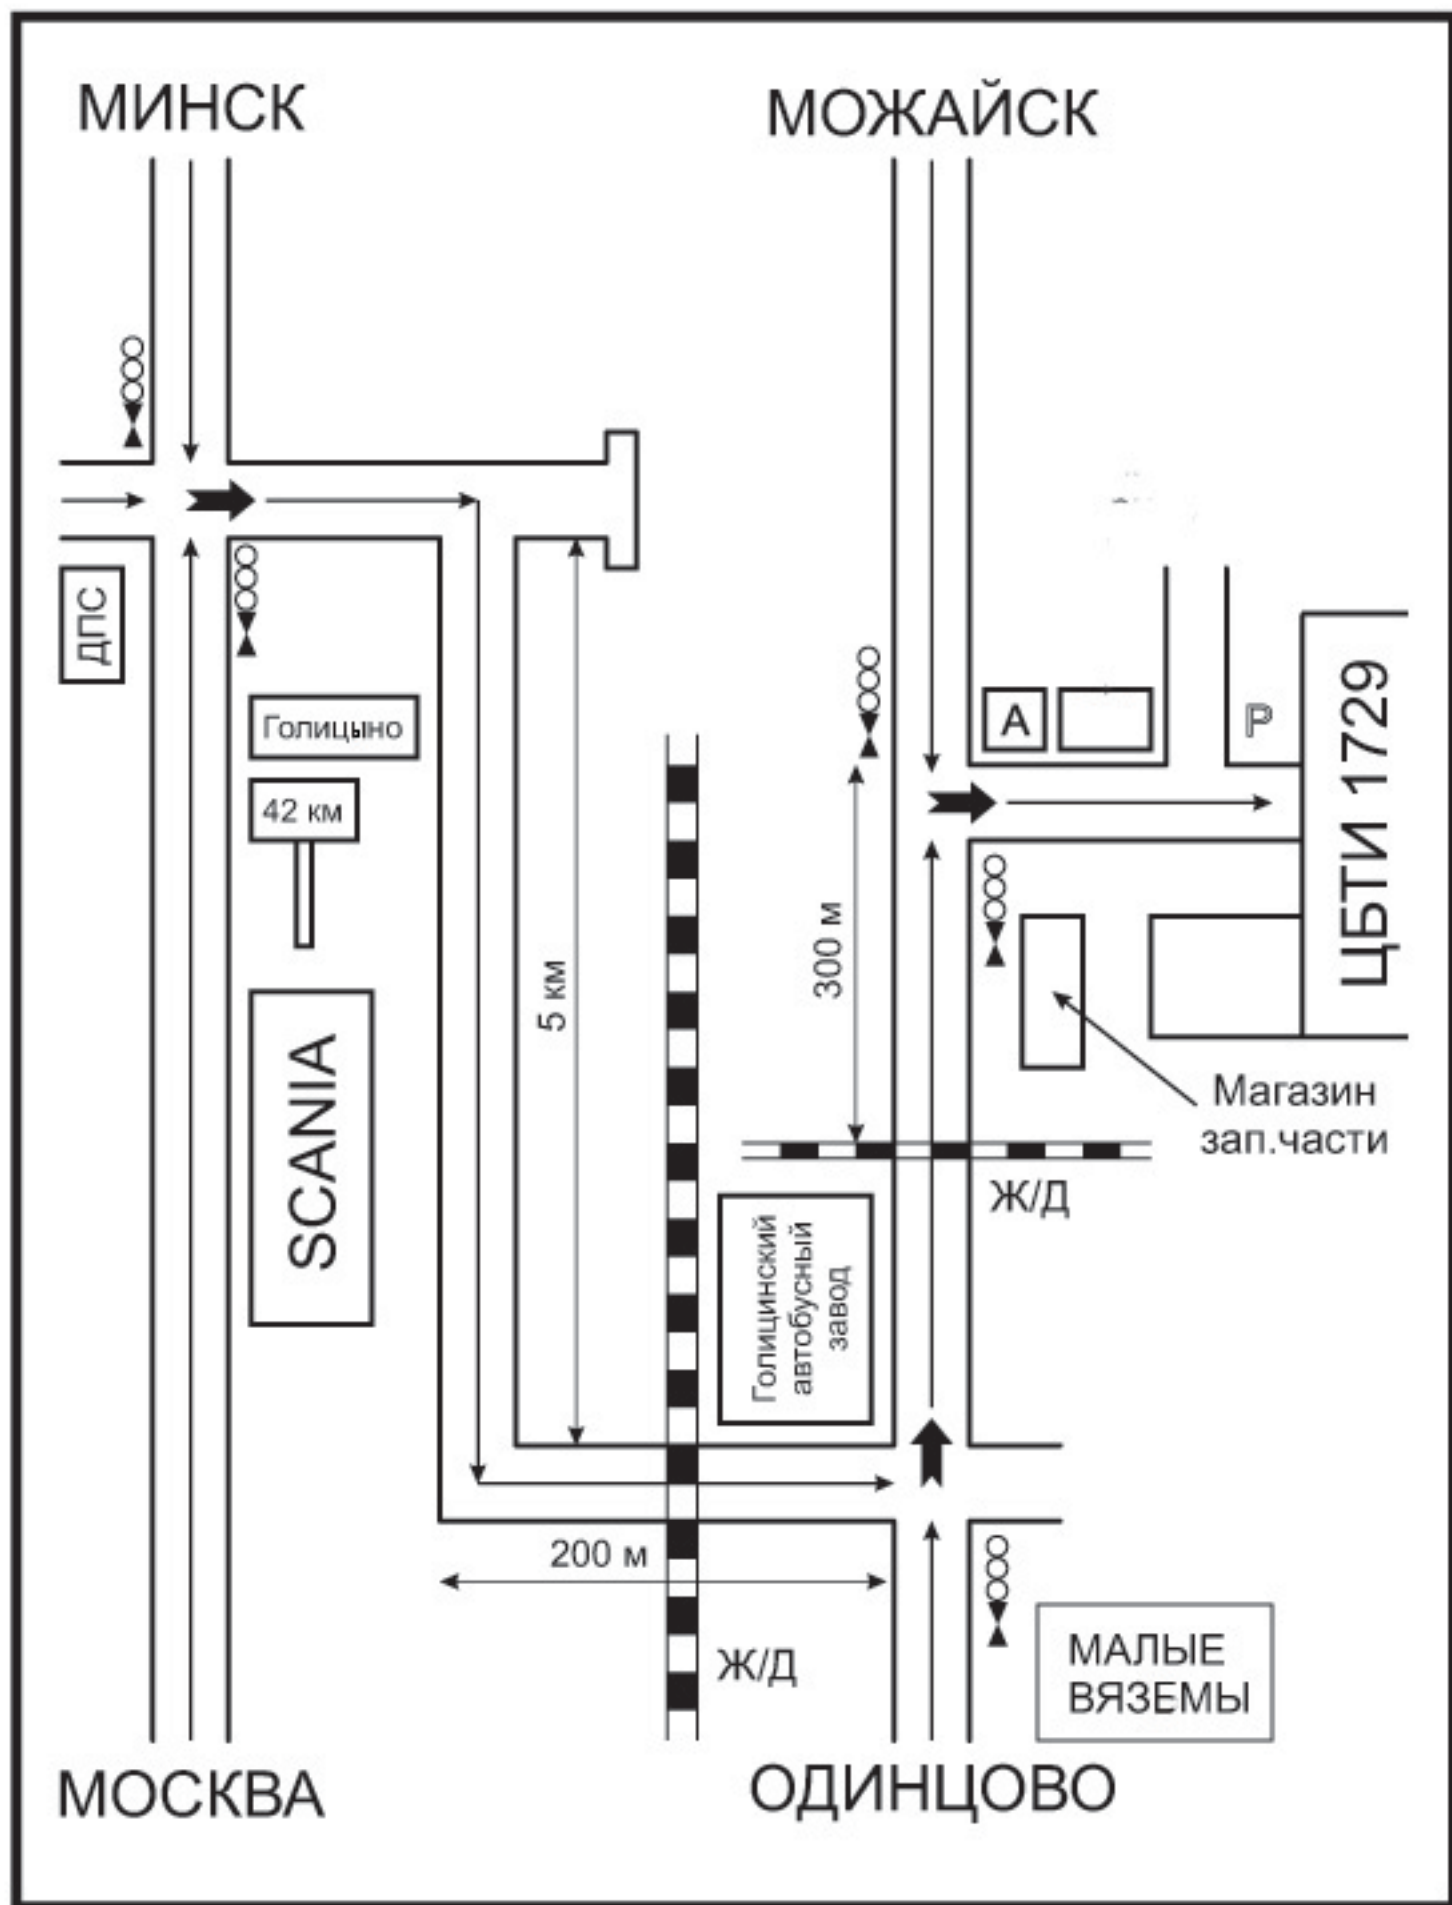 МИНСК
МОЖАЙСК
ДПС
Голицыно
42 км
SCANIA
5 км
300 м
А
Р
ЦБТИ 1729
Магазин
зап.части
Ж/Д
Голицинский
автобусный
завод
200 м
Ж/Д
МАЛЫЕ
ВЯЗЕМЫ
МОСКВА
ОДИНЦОВО